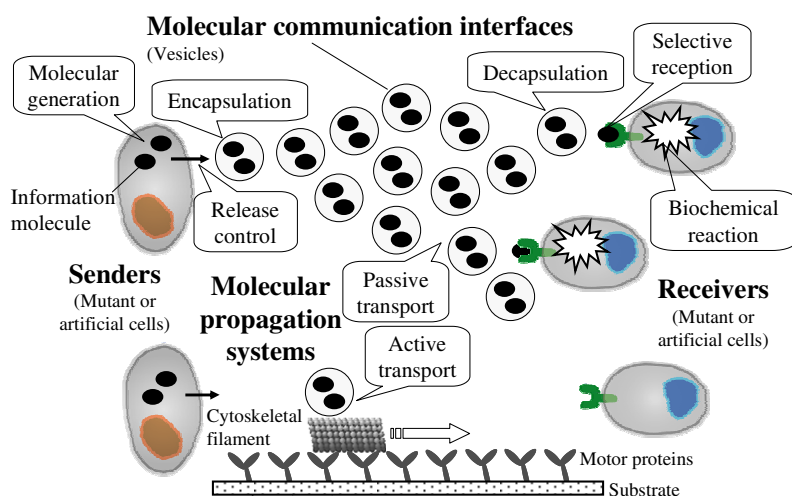 Molecular communication interfaces
(Vesicles)
Selective
reception
Molecular
generation
Encapsulation
Decapsulation
Information
molecule
Release
control
Biochemical
reaction
Senders
(Mutant or
artificial cells)
Molecular
propagation
systems
Passive
transport
Receivers
(Mutant or
artificial cells)
Active
transport
Cytoskeletal
filament
Motor proteins
Substrate